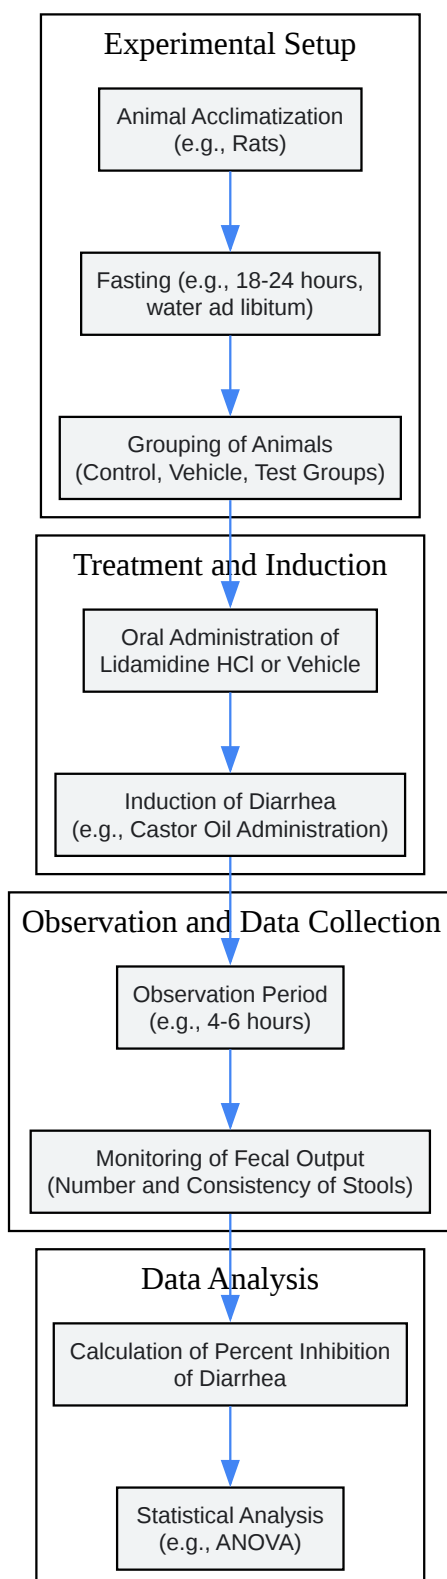 Experimental Setup
Animal Acclimatization
(e.g., Rats)
Fasting (e.g., 18-24 hours,
water ad libitum)
Grouping of Animals
(Control, Vehicle, Test Groups)
Treatment and Induction
Oral Administration of
Lidamidine HCl or Vehicle
Induction of Diarrhea
(e.g., Castor Oil Administration)
Observation and Data Collection
Observation Period
(e.g., 4-6 hours)
Monitoring of Fecal Output
(Number and Consistency of Stools)
Data Analysis
Calculation of Percent Inhibition
of Diarrhea
Statistical Analysis
(e.g., ANOVA)